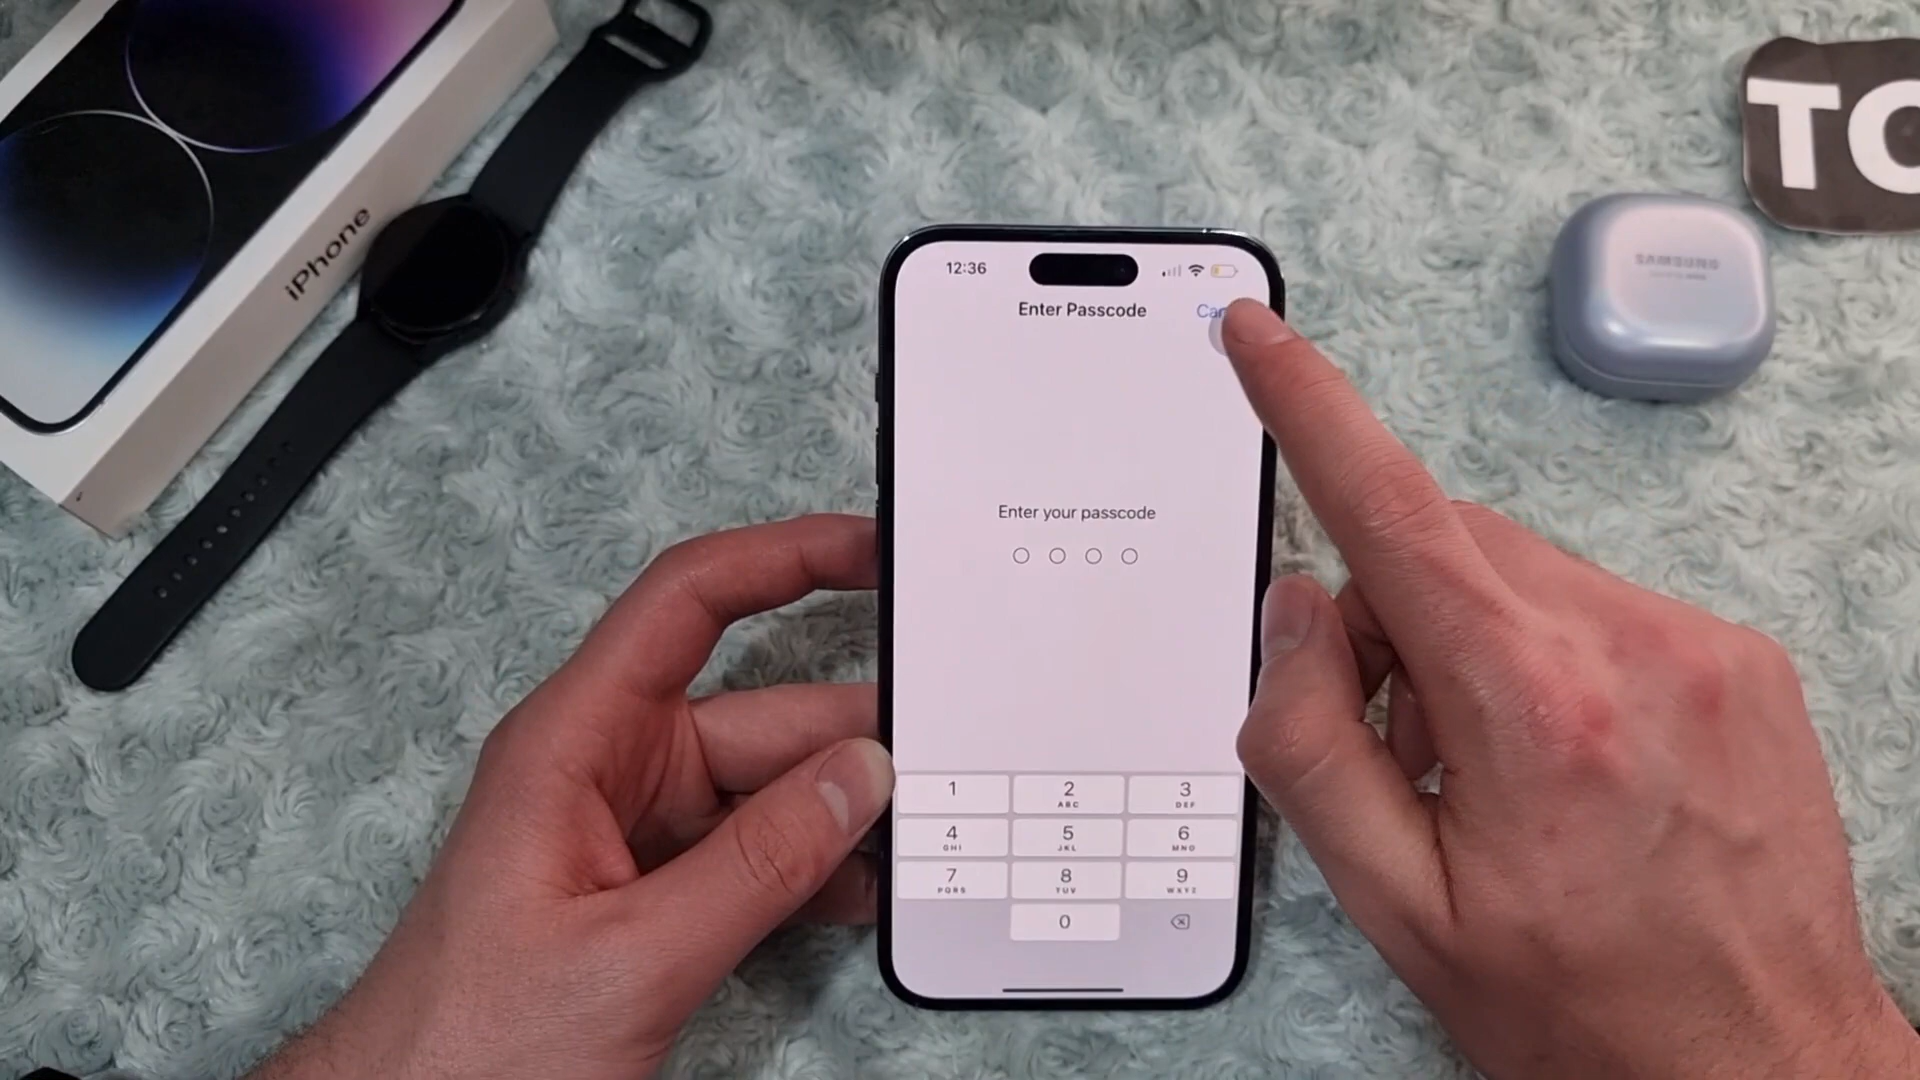 iPhone
TC
SAMSUNG
12:36
Enter Passcode
Can
Enter your passcode
1
2
ABC
3
DEF
4
GHI
5
JKL
6
MNO
7
PQRS
8
TUV
9
WXYZ
0